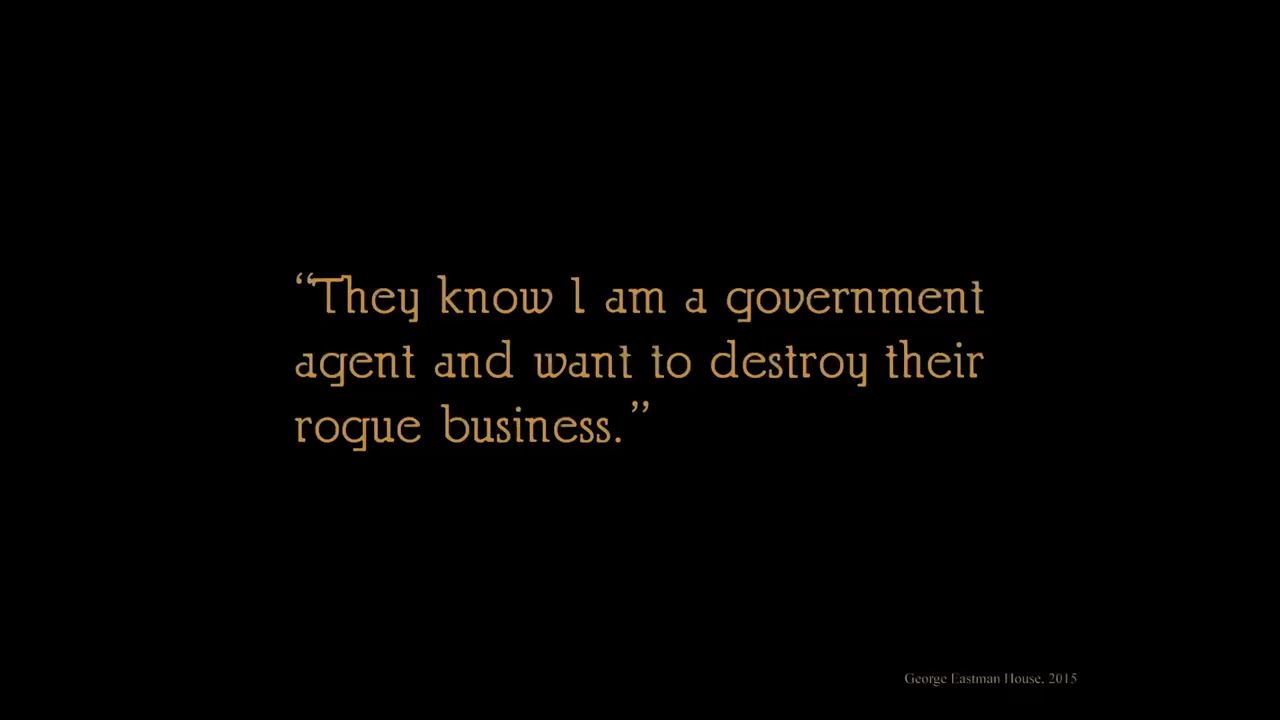 “They know I am a government
agent and want to destroy their
rogue business.”
George Eastman House, 2015